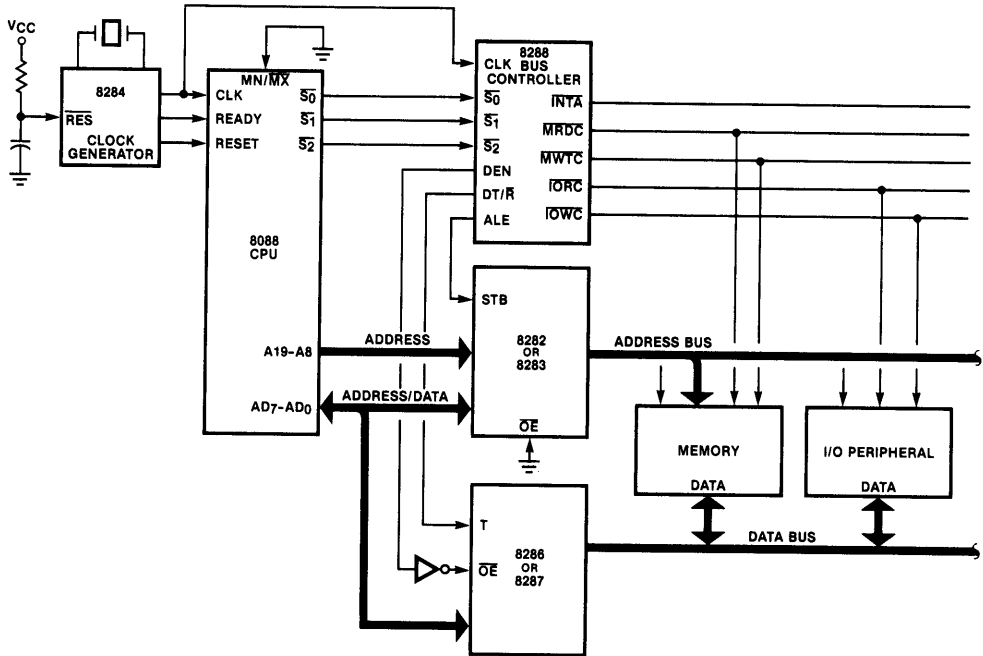 VCC
8284
RES
CLOCK
GENERATOR
MN/MX
CLK
READY
RESET
S0
S1
S2
8088
CPU
A19-A8
AD7-AD0
8288
BUS
CONTROLLER
CLK
S0
S1
S2
DEN
DT/R
ALE
INTA
MRDC
MWTC
IORC
IOWC
STB
8282
OR
8283
OE
ADDRESS
ADDRESS/DATA
ADDRESS BUS
MEMORY
DATA
I/O PERIPHERAL
DATA
T
OE
8286
OR
8287
DATA BUS